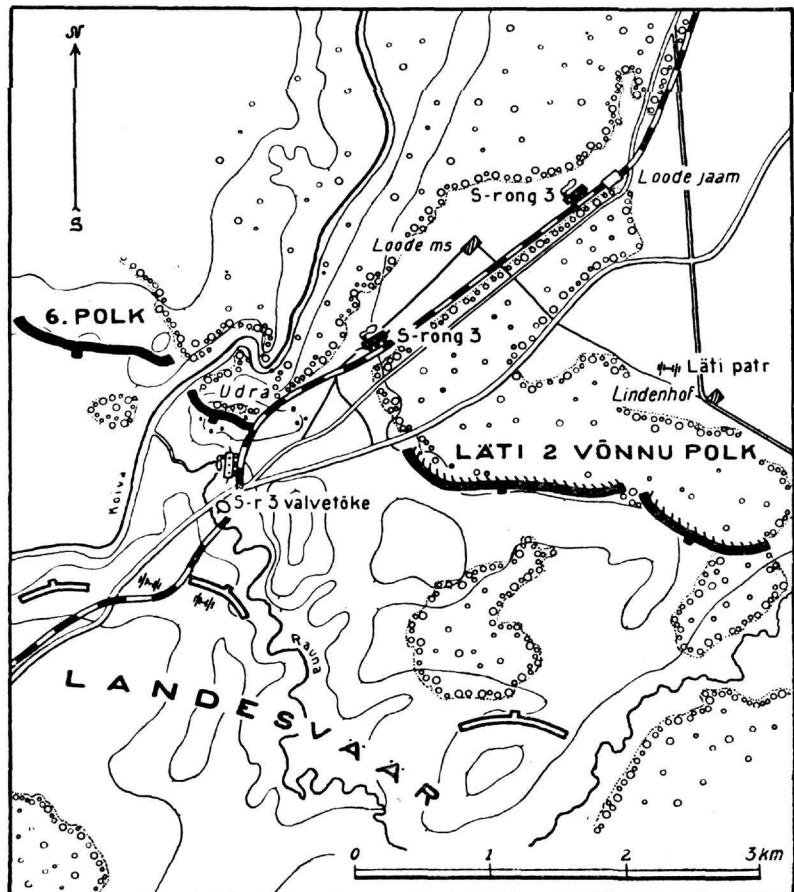 N
S
Loode jaam
S-rong 3
Loode ms
6. POLK
S-rong 3
Läti patr
Udra
Lindenhof
LÄTI 2 VÕNNU POLK
Koiva
S-r 3 valvetöke
Rauna
LANDESVÄÄR
0 1 2 3 km